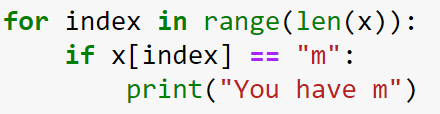 for index in range(len(x)):
    if x[index] == "m":
        print("You have m")